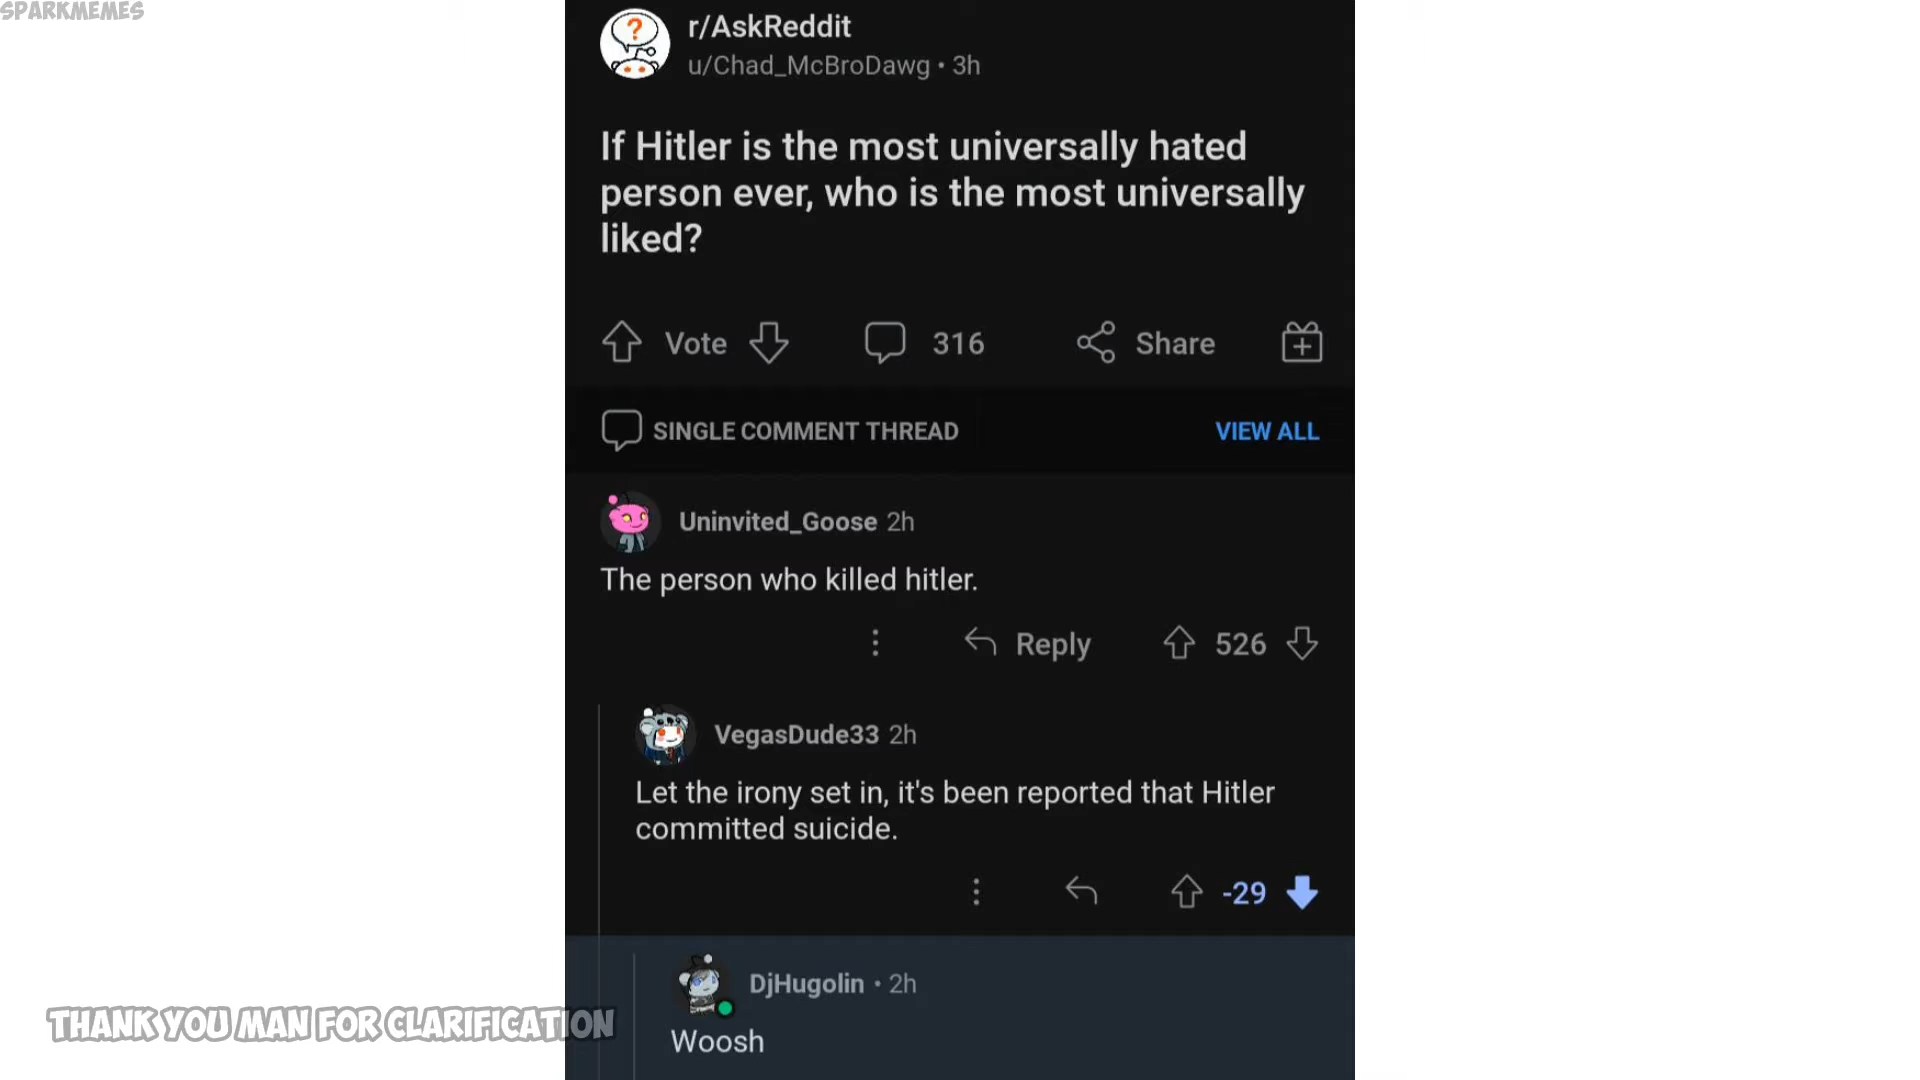 SPARKMEMES
r/AskReddit
u/Chad_McBroDawg • 3h
If Hitler is the most universally hated
person ever, who is the most universally
liked?
Vote 316 Share
SINGLE COMMENT THREAD VIEW ALL
Uninvited_Goose 2h
The person who killed hitler.
Reply 526
VegasDude33 2h
Let the irony set in, it's been reported that Hitler
committed suicide.
-29
DjHugolin • 2h
Woosh
THANK YOU MAN FOR CLARIFICATION